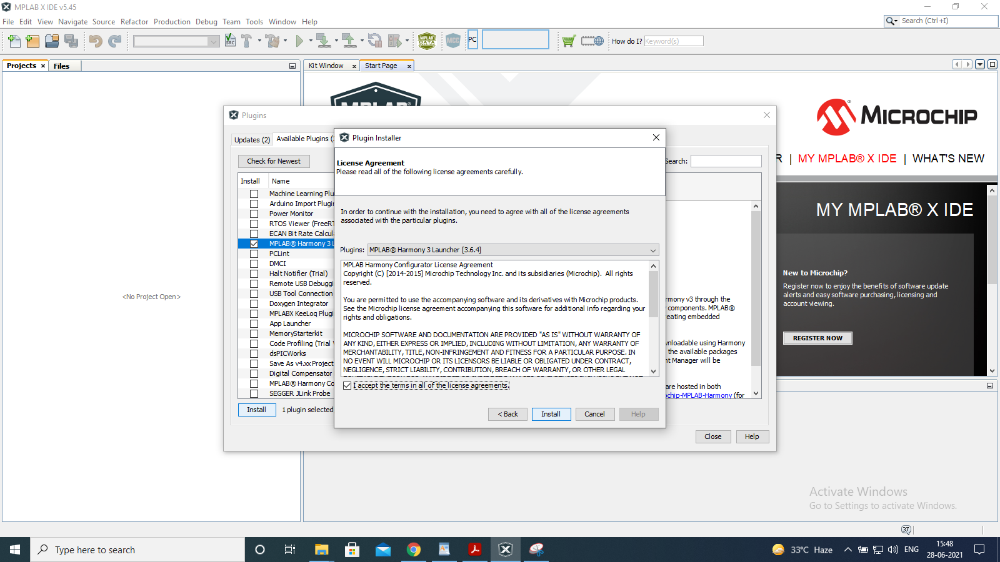 MPLAB X IDE v5.45
File Edit View Navigate Source Refactor Production Debug Team Tools Window Help
Search (Ctrl+I)
SRC
MPLAB
DATA
MCC
PC
How do I? Keyword(s)
Projects
Files
Kit Window
Start Page
<No Project Open>
MPLAB®
MICROCHIP
R | MY MPLAB® X IDE | WHAT'S NEW
MY MPLAB® X IDE
New to Microchip?
Register now to enjoy the benefits of software update
alerts and easy software purchasing, licensing and
account viewing.
REGISTER NOW
Plugins
Updates (2)
Available Plugins (
Check for Newest
Search:
Install Name
Machine Learning Plu
Arduino Import Plugin
Power Monitor
RTOS Viewer (FreeRT
ECAN Bit Rate Calcula
MPLAB® Harmony 3 L
PCLint
DMCI
Halt Notifier (Trial)
Remote USB Debuggi
USB Tool Connection
Doxygen Integrator
MPLABX KeeLoq Plugi
App Launcher
MemoryStarterkit
Code Profiling (Trial V
dsPICWorks
Save As v4.xx Project
Digital Compensator
MPLAB® Harmony Co
SEGGER JLink Probe
Install
1 plugin selected
rmony v3 through the
components. MPLAB®
reating embedded
wnloadable using Harmony
the available packages
nt Manager will be
are hosted in both
ochip-MPLAB-Harmony (for
Close
Help
Plugin Installer
License Agreement
Please read all of the following license agreements carefully.
In order to continue with the installation, you need to agree with all of the license agreements
associated with the particular plugins.
Plugins: MPLAB® Harmony 3 Launcher [3.6.4]
MPLAB Harmony Configurator License Agreement
Copyright (C) [2014-2015] Microchip Technology Inc. and its subsidiaries (Microchip).  All rights
reserved.
You are permitted to use the accompanying software and its derivatives with Microchip products.
See the Microchip license agreement accompanying this software for additional info regarding your
rights and obligations.
MICROCHIP SOFTWARE AND DOCUMENTATION ARE PROVIDED "AS IS" WITHOUT WARRANTY OF
ANY KIND, EITHER EXPRESS OR IMPLIED, INCLUDING WITHOUT LIMITATION, ANY WARRANTY OF
MERCHANTABILITY, TITLE, NON-INFRINGEMENT AND FITNESS FOR A PARTICULAR PURPOSE. IN
NO EVENT WILL MICROCHIP OR ITS LICENSORS BE LIABLE OR OBLIGATED UNDER CONTRACT,
NEGLIGENCE, STRICT LIABILITY, CONTRIBUTION, BREACH OF WARRANTY, OR OTHER LEGAL
I accept the terms in all of the license agreements.
< Back
Install
Cancel
Help
Activate Windows
Go to Settings to activate Windows.
37
Type here to search
33°C Haze
ENG
15:48
28-06-2021